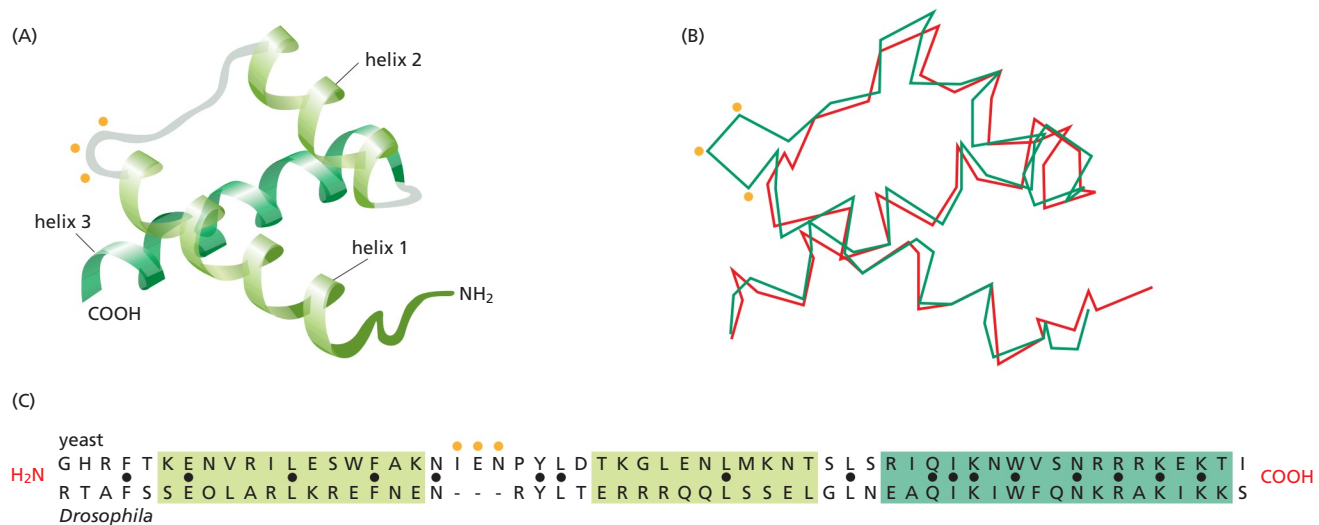 (A)
helix 2
helix 3
helix 1
COOH
NH2
(B)
(C)
yeast
H2N
G H R F T K E N V R I L E S W F A K N I E N P Y L D T K G L E N L M K N T S L S R I Q I K N W V S N R R R K E K T I
COOH
R T A F S S E O L A R L K R E F N E N - - - R Y L T E R R R Q Q L S S E L G L N E A Q I K I W F Q N K R A K I K K S
Drosophila